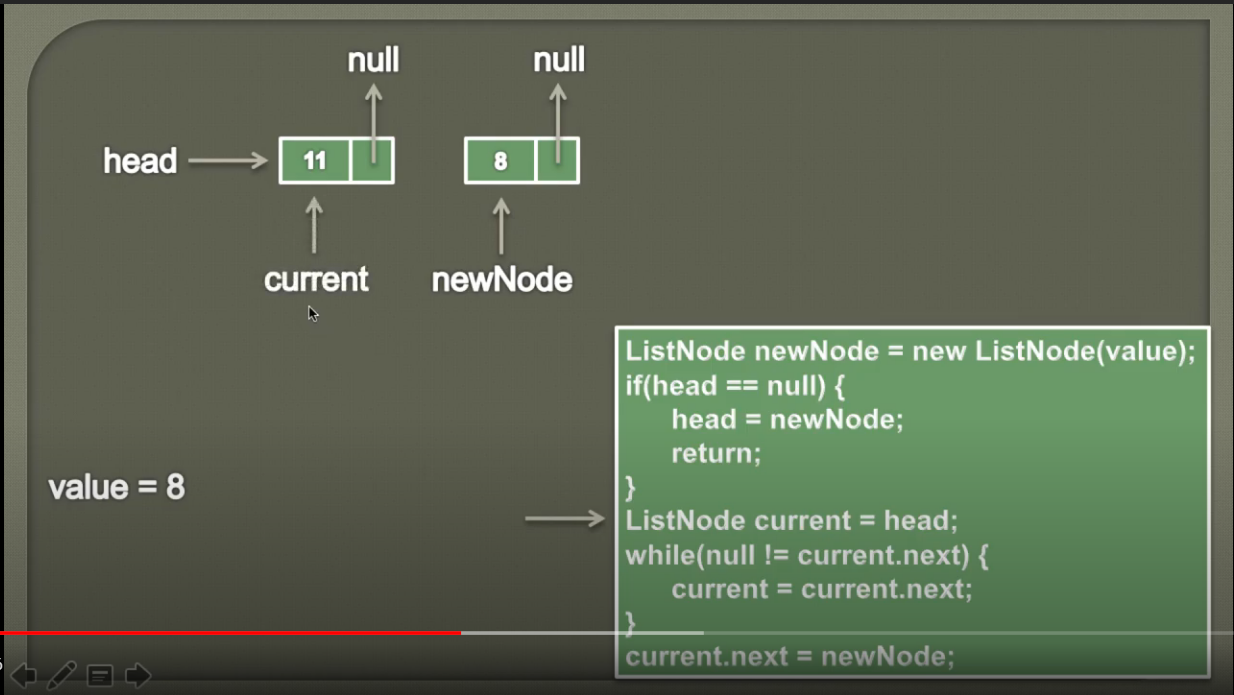 null null
head 11 8
current newNode
value = 8
ListNode newNode = new ListNode(value);
if(head == null) {
head = newNode;
return;
}
ListNode current = head;
while(null != current.next) {
current = current.next;
}
current.next = newNode;